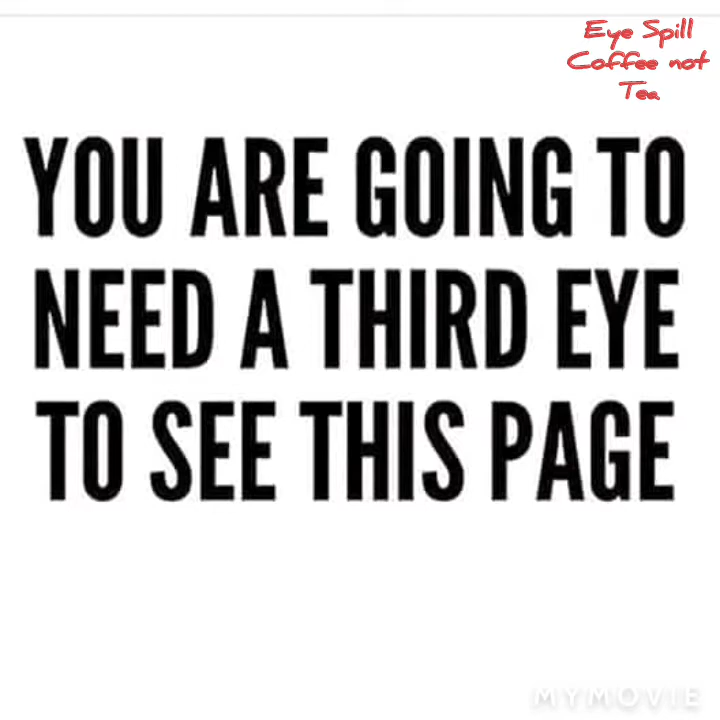 Eye Spill
Coffee not
Tea
YOU ARE GOING TO
NEED A THIRD EYE
TO SEE THIS PAGE
MYMOVIE